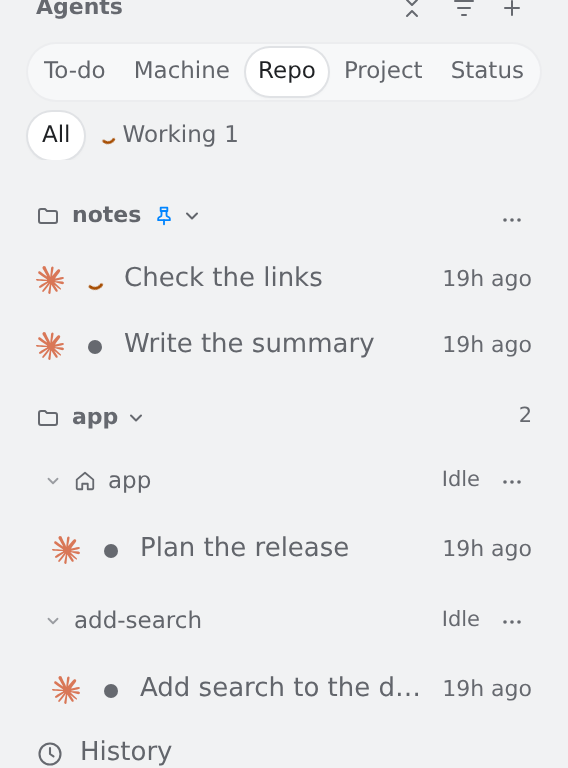 Agents
To-do Machine Repo Project Status
All Working 1
notes ...
Check the links 19h ago
Write the summary 19h ago
app 2
app Idle ...
Plan the release 19h ago
add-search Idle ...
Add search to the d... 19h ago
History